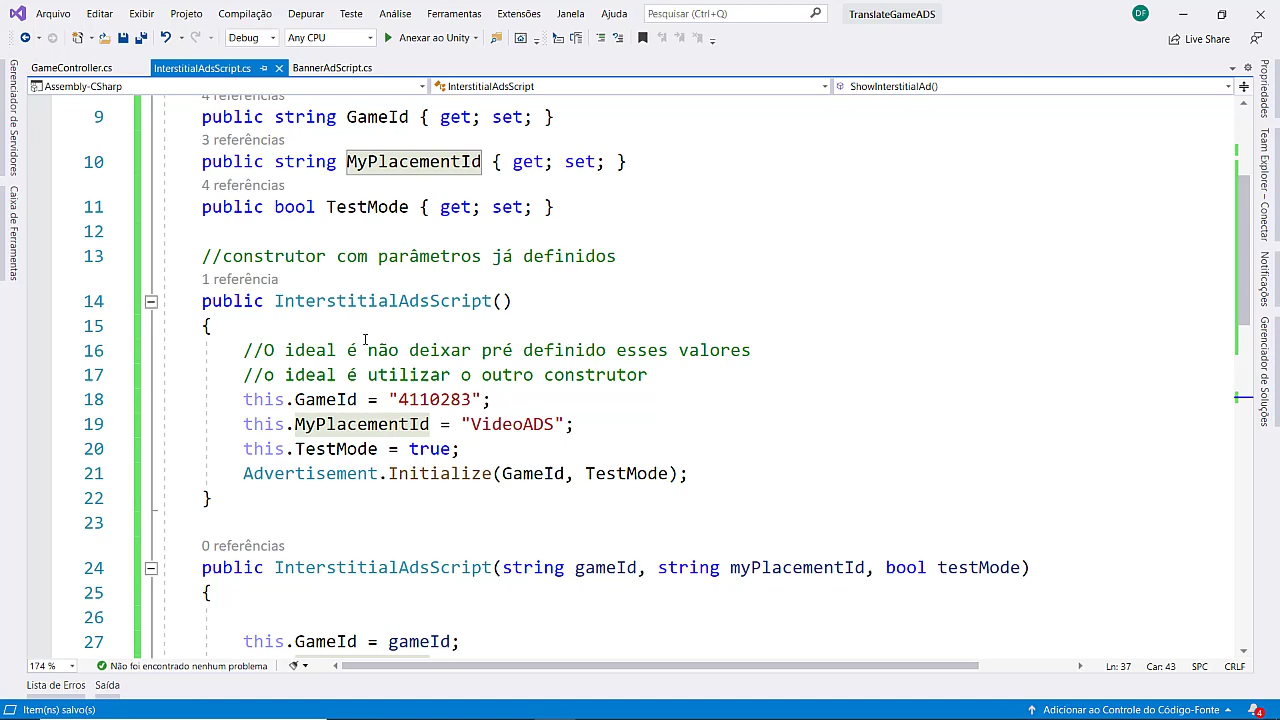 Arquivo Editar Exibir Projeto Compilação Depurar Teste Análise Ferramentas Extensões Janela Ajuda Pesquisar (Ctrl+Q) TranslateGameADS DF
Debug Any CPU Anexar ao Unity Live Share
GameController.cs InterstitialAdsScript.cs BannerAdScript.cs
Assembly-CSharp InterstitialAdsScript ShowInterstitialAd()
4 referências
9 public string GameId { get; set; }
3 referências
10 public string MyPlacementId { get; set; }
4 referências
11 public bool TestMode { get; set; }
12
13 //construtor com parâmetros já definidos
1 referência
14 public InterstitialAdsScript()
15 {
16 //O ideal é não deixar pré definido esses valores
17 //o ideal é utilizar o outro construtor
18 this.GameId = "4110283";
19 this.MyPlacementId = "VideoADS";
20 this.TestMode = true;
21 Advertisement.Initialize(GameId, TestMode);
22 }
23
0 referências
24 public InterstitialAdsScript(string gameId, string myPlacementId, bool testMode)
25 {
26
27 this.GameId = gameId;
Gerenciador de Servidores
Caixa de Ferramentas
Propriedades
Team Explorer - Conectar
Notificações
Gerenciador de Soluções
174 % Não foi encontrado nenhum problema Ln: 37 Car: 43 SPC CRLF
Lista de Erros Saída
Item(ns) salvo(s) Adicionar ao Controle do Código-Fonte 4